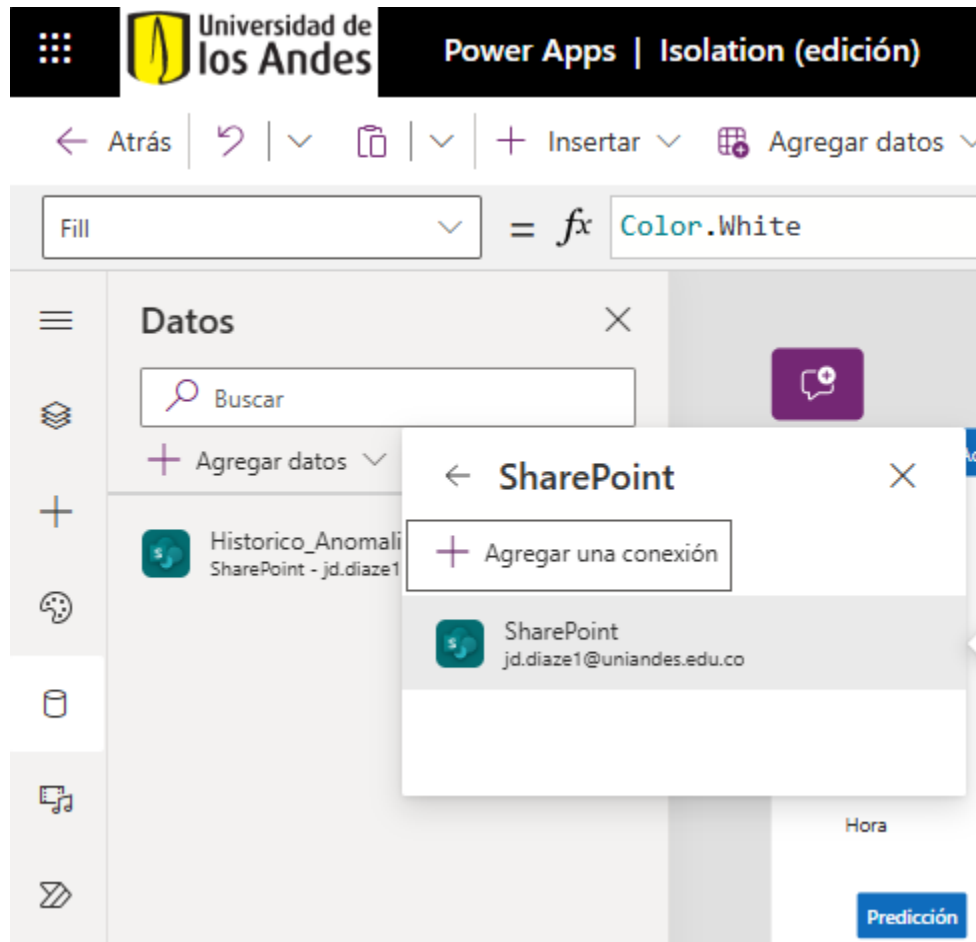 Universidad de
los Andes
Power Apps | Isolation (edición)
Atrás
Insertar
Agregar datos
Fill
= fx Color.White
Datos
Buscar
Agregar datos
SharePoint
Historico_Anomali
SharePoint - jd.diaze1
Agregar una conexión
SharePoint
jd.diaze1@uniandes.edu.co
Hora
Predicción